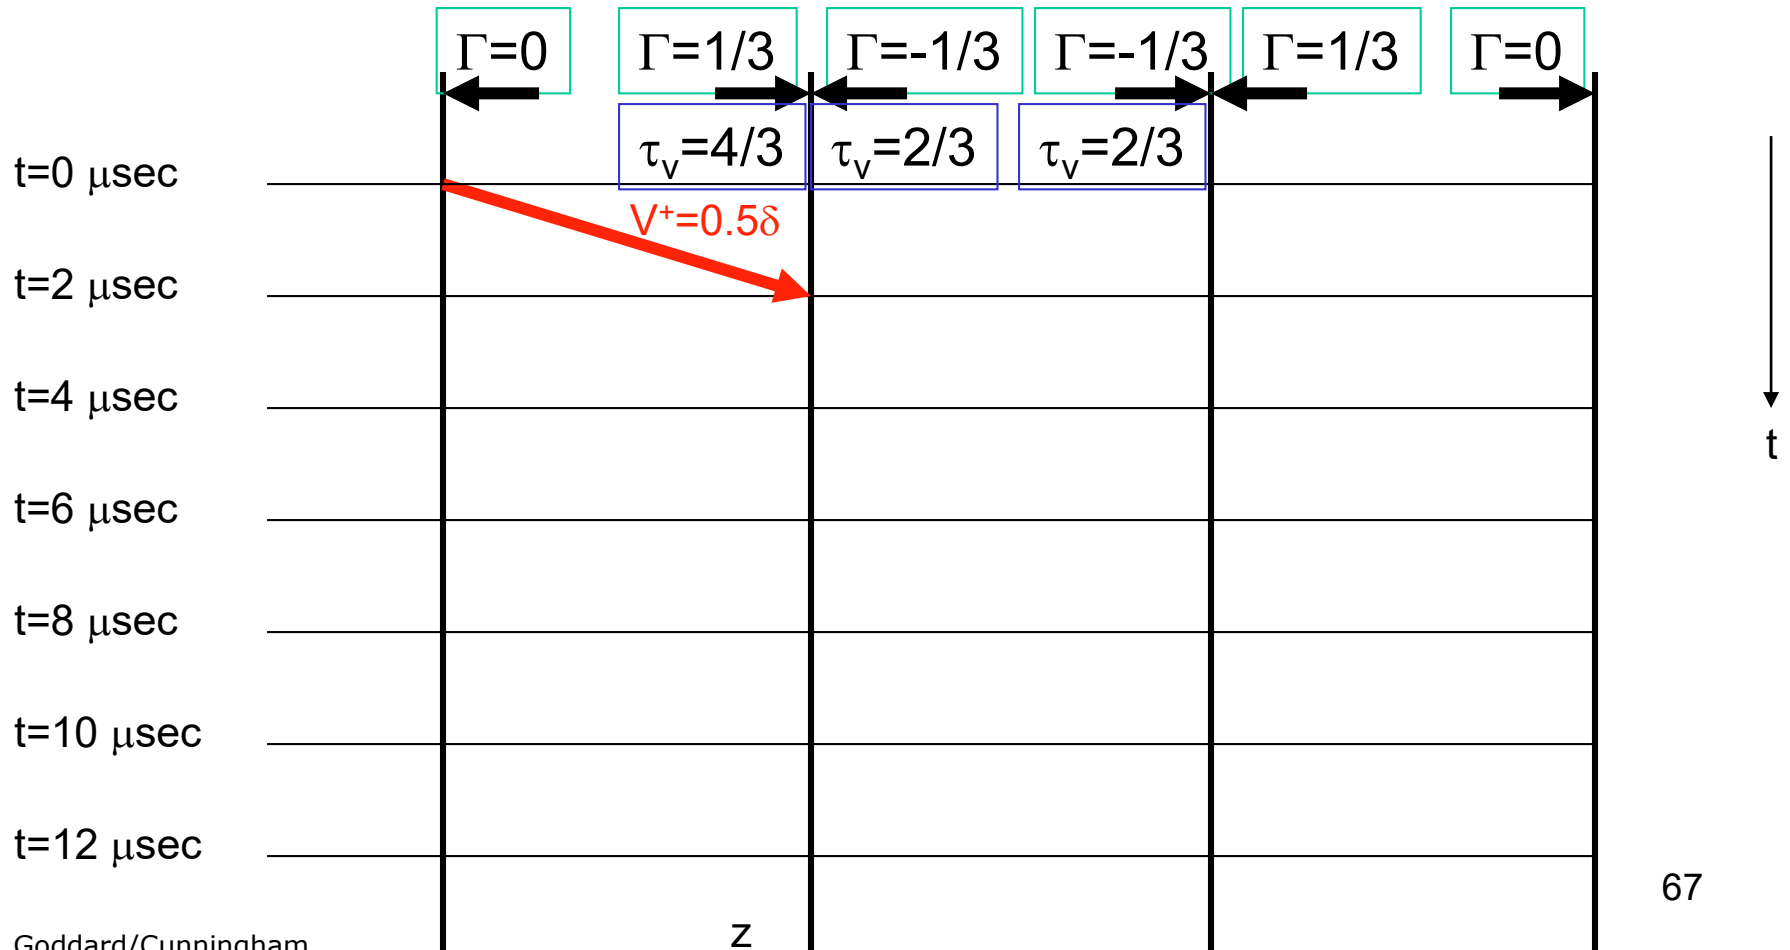 Γ=0 Γ=1/3 Γ=-1/3 Γ=-1/3 Γ=1/3 Γ=0
τv=4/3 τv=2/3 τv=2/3
t=0 μsec
V+=0.5δ
t=2 μsec
t=4 μsec
t
t=6 μsec
t=8 μsec
t=10 μsec
t=12 μsec
67
z
Goddard/Cunningham